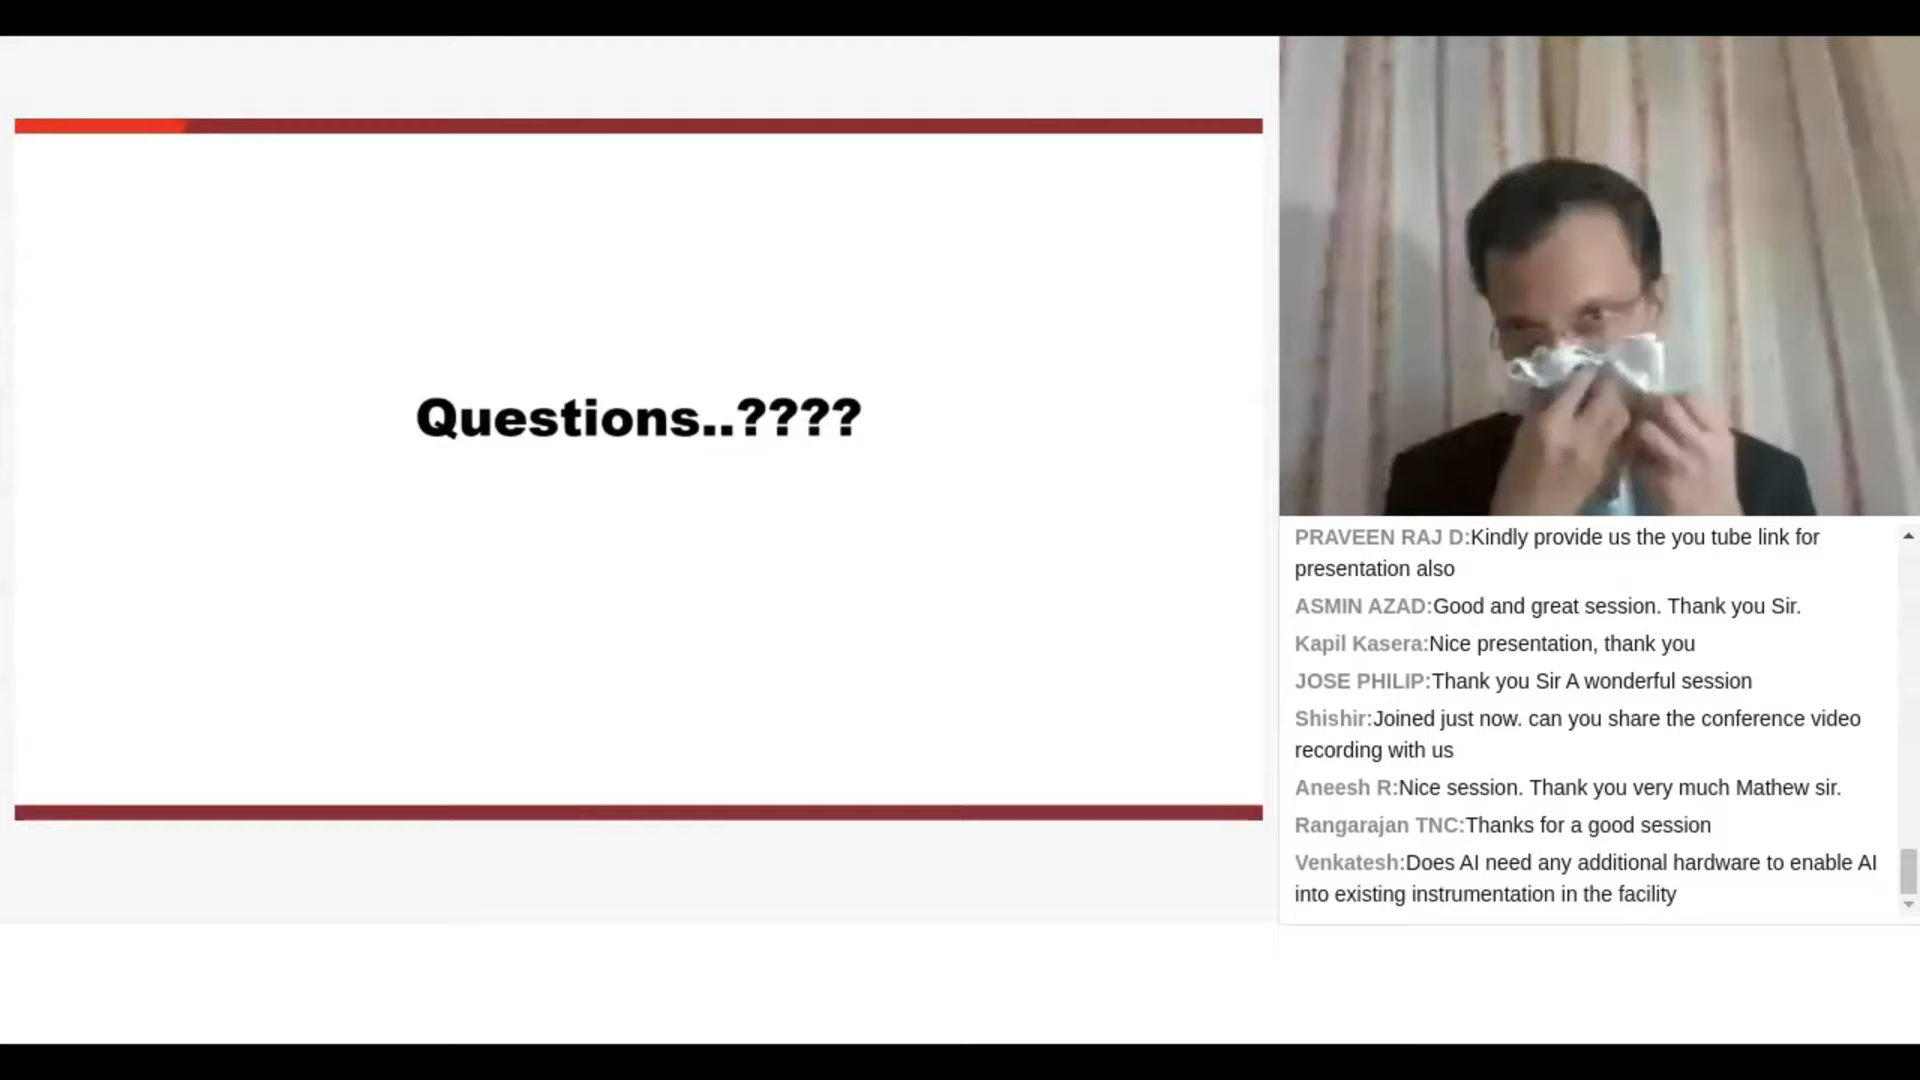 Questions..????
PRAVEEN RAJ D:Kindly provide us the you tube link for
presentation also
ASMIN AZAD:Good and great session. Thank you Sir.
Kapil Kasera:Nice presentation, thank you
JOSE PHILIP:Thank you Sir A wonderful session
Shishir:Joined just now. can you share the conference video
recording with us
Aneesh R:Nice session. Thank you very much Mathew sir.
Rangarajan TNC:Thanks for a good session
Venkatesh:Does AI need any additional hardware to enable AI
into existing instrumentation in the facility